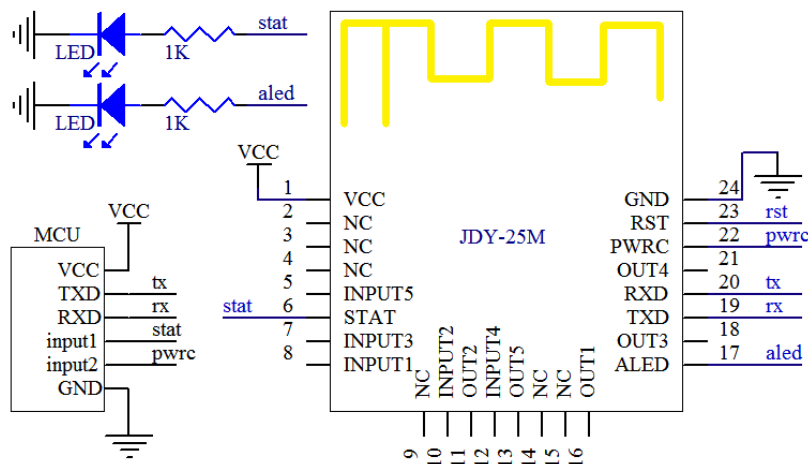 stat
LED
1K
aled
LED
1K
VCC
1
VCC
2
NC
3
NC
4
NC
5
INPUT5
stat
6
STAT
7
INPUT3
8
INPUT1
JDY-25M
GND
24
RST
23
rst
PWRC
22
pwrc
OUT4
21
RXD
20
tx
TXD
19
rx
OUT3
18
ALED
17
aled
NC
INPUT2
OUT2
INPUT4
OUT5
NC
NC
OUT1
9
10
11
12
13
14
15
16
VCC
MCU
VCC
TXD
tx
RXD
rx
input1
stat
input2
pwrc
GND